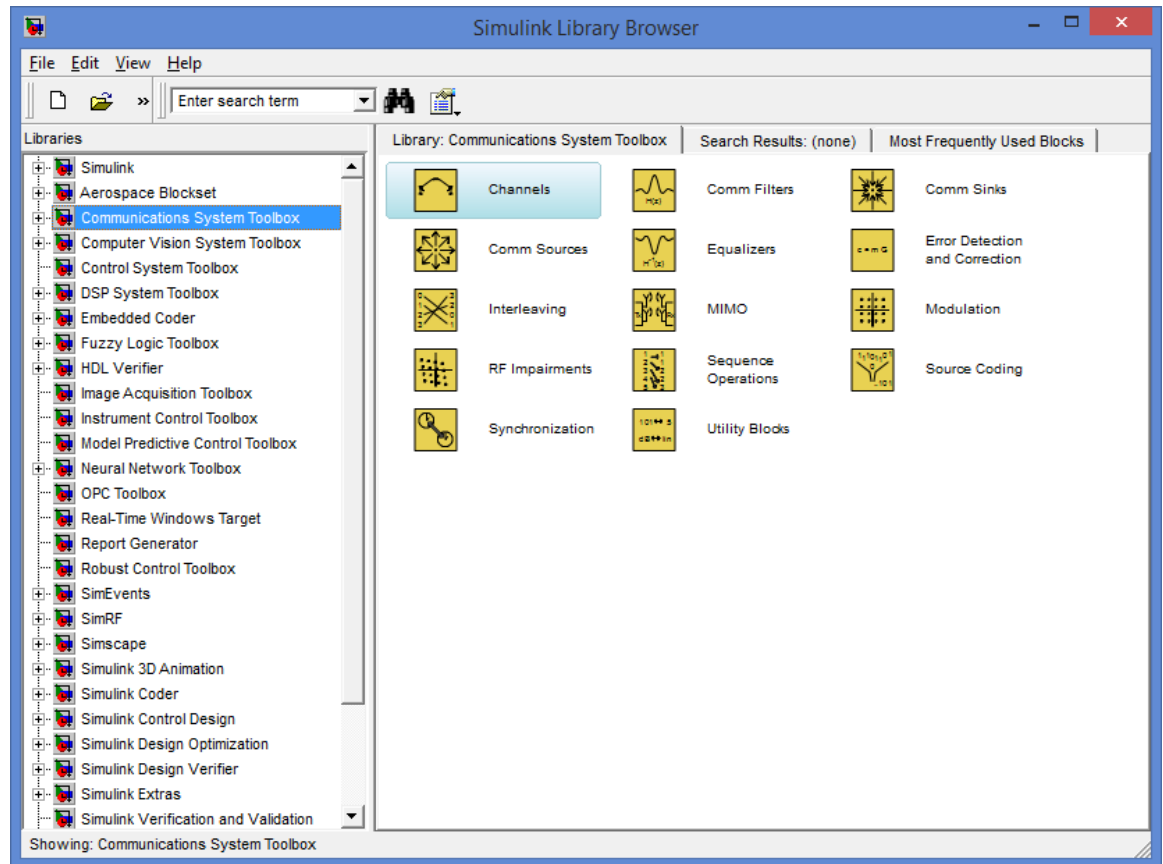 Simulink Library Browser
File Edit View Help
» Enter search term
Libraries
Simulink
Aerospace Blockset
Communications System Toolbox
Computer Vision System Toolbox
Control System Toolbox
DSP System Toolbox
Embedded Coder
Fuzzy Logic Toolbox
HDL Verifier
Image Acquisition Toolbox
Instrument Control Toolbox
Model Predictive Control Toolbox
Neural Network Toolbox
OPC Toolbox
Real-Time Windows Target
Report Generator
Robust Control Toolbox
SimEvents
SimRF
Simscape
Simulink 3D Animation
Simulink Coder
Simulink Control Design
Simulink Design Optimization
Simulink Design Verifier
Simulink Extras
Simulink Verification and Validation
Library: Communications System Toolbox Search Results: (none) Most Frequently Used Blocks
Channels
H(z)
Comm Filters
Comm Sinks
Comm Sources
Equalizers
c=mG
Error Detection
and Correction
Interleaving
MIMO
Modulation
RF Impairments
Sequence
Operations
Source Coding
Synchronization
Utility Blocks
Showing: Communications System Toolbox